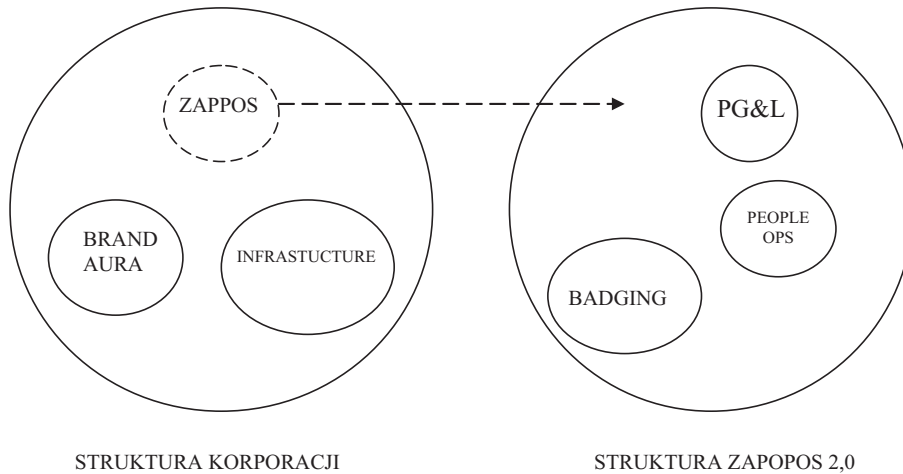 ZAPPOS
PG&L
BRAND
AURA
INFRASTUCTURE
PEOPLE
OPS
BADGING
STRUKTURA KORPORACJI
STRUKTURA ZAPOPOS 2,0